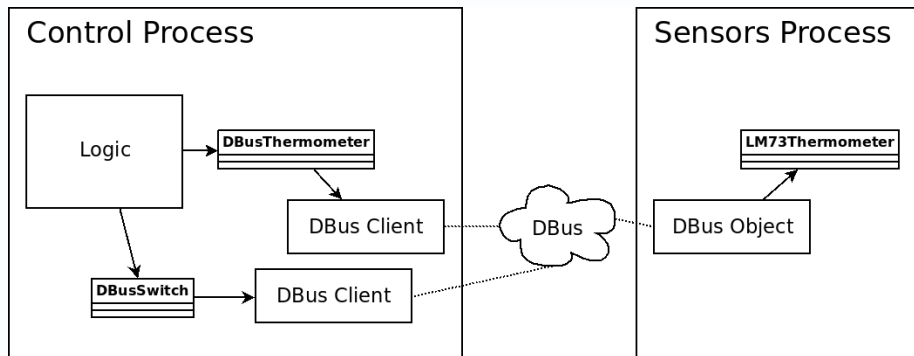 Control Process
Sensors Process
Logic
DBusThermometer
LM73Thermometer
DBus Client
DBus
DBus Object
DBusSwitch
DBus Client